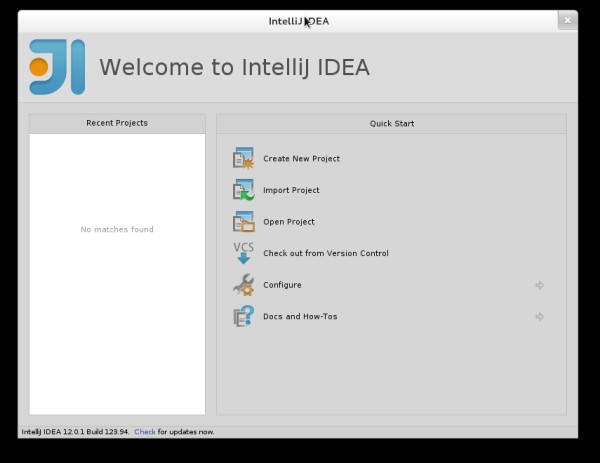 IntelliJ IDEA
Welcome to IntelliJ IDEA
Recent Projects
No matches found
Quick Start
Create New Project
Import Project
Open Project
VCS
Check out from Version Control
Configure
Docs and How-Tos
IntelliJ IDEA 12.0.1 Build 123.94. Check for updates now.